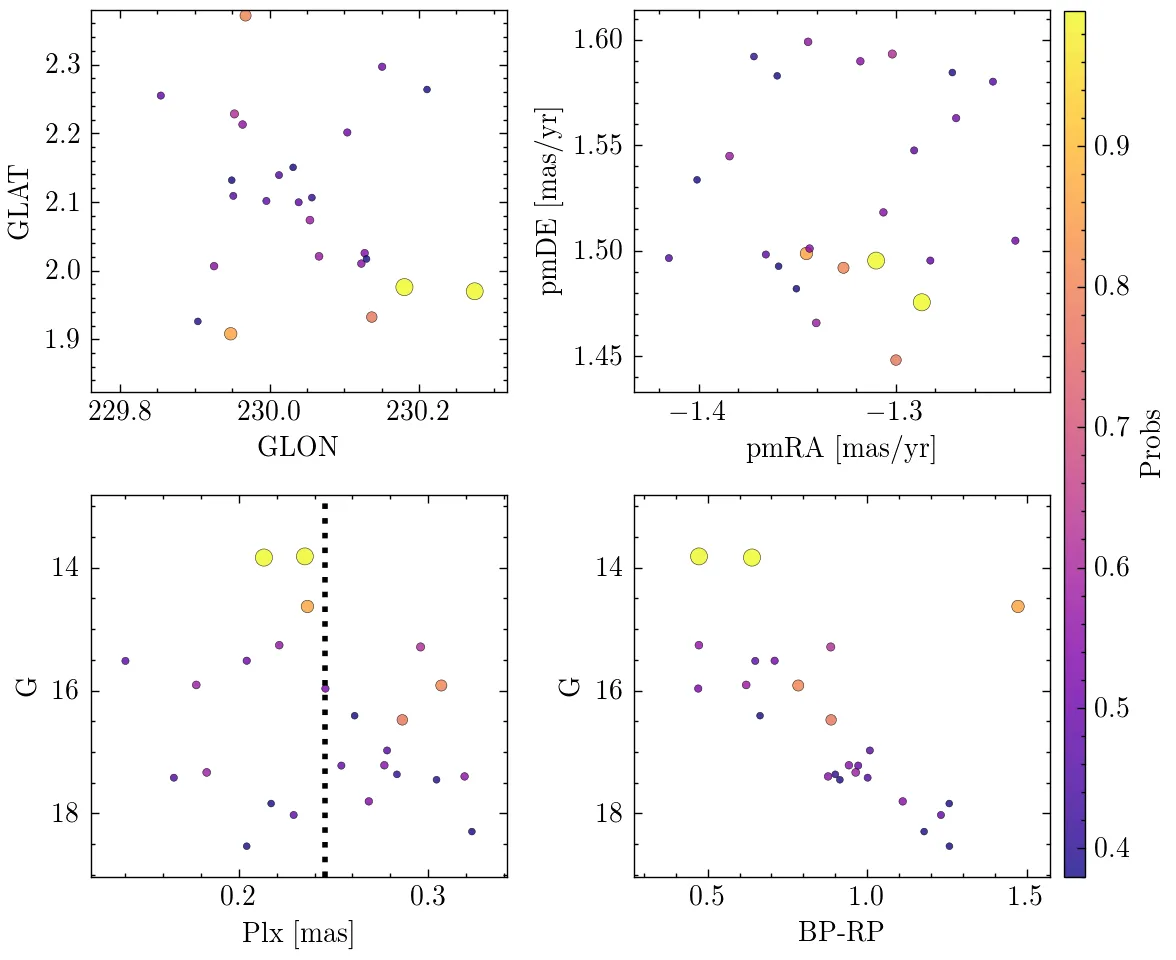 2.3
2.2
2.1
2.0
1.9
GLAT
229.8 230.0 230.2
GLON
1.60
1.55
1.50
1.45
pmDE [mas/yr]
−1.4 −1.3
pmRA [mas/yr]
14
16
18
G
0.2 0.3
Plx [mas]
14
16
18
G
0.5 1.0 1.5
BP-RP
0.9
0.8
0.7
0.6
0.5
0.4
Probs